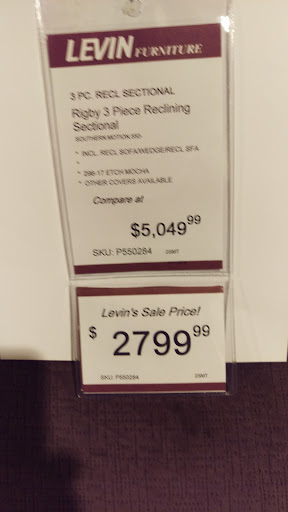 LEVIN FURNITURE
3 PC. RECL SECTIONAL
Rigby 3 Piece Reclining
Sectional
SOUTHERN MOTION
* INCL. RECL SOFA/WEDGE/RECL SFA
*
* 286-17 ETCH MOCHA
* OTHER COVERS AVAILABLE
Compare at
$5,049 99
SKU: P550284
Levin's Sale Price!
$ 2799 99
SKU: P550284